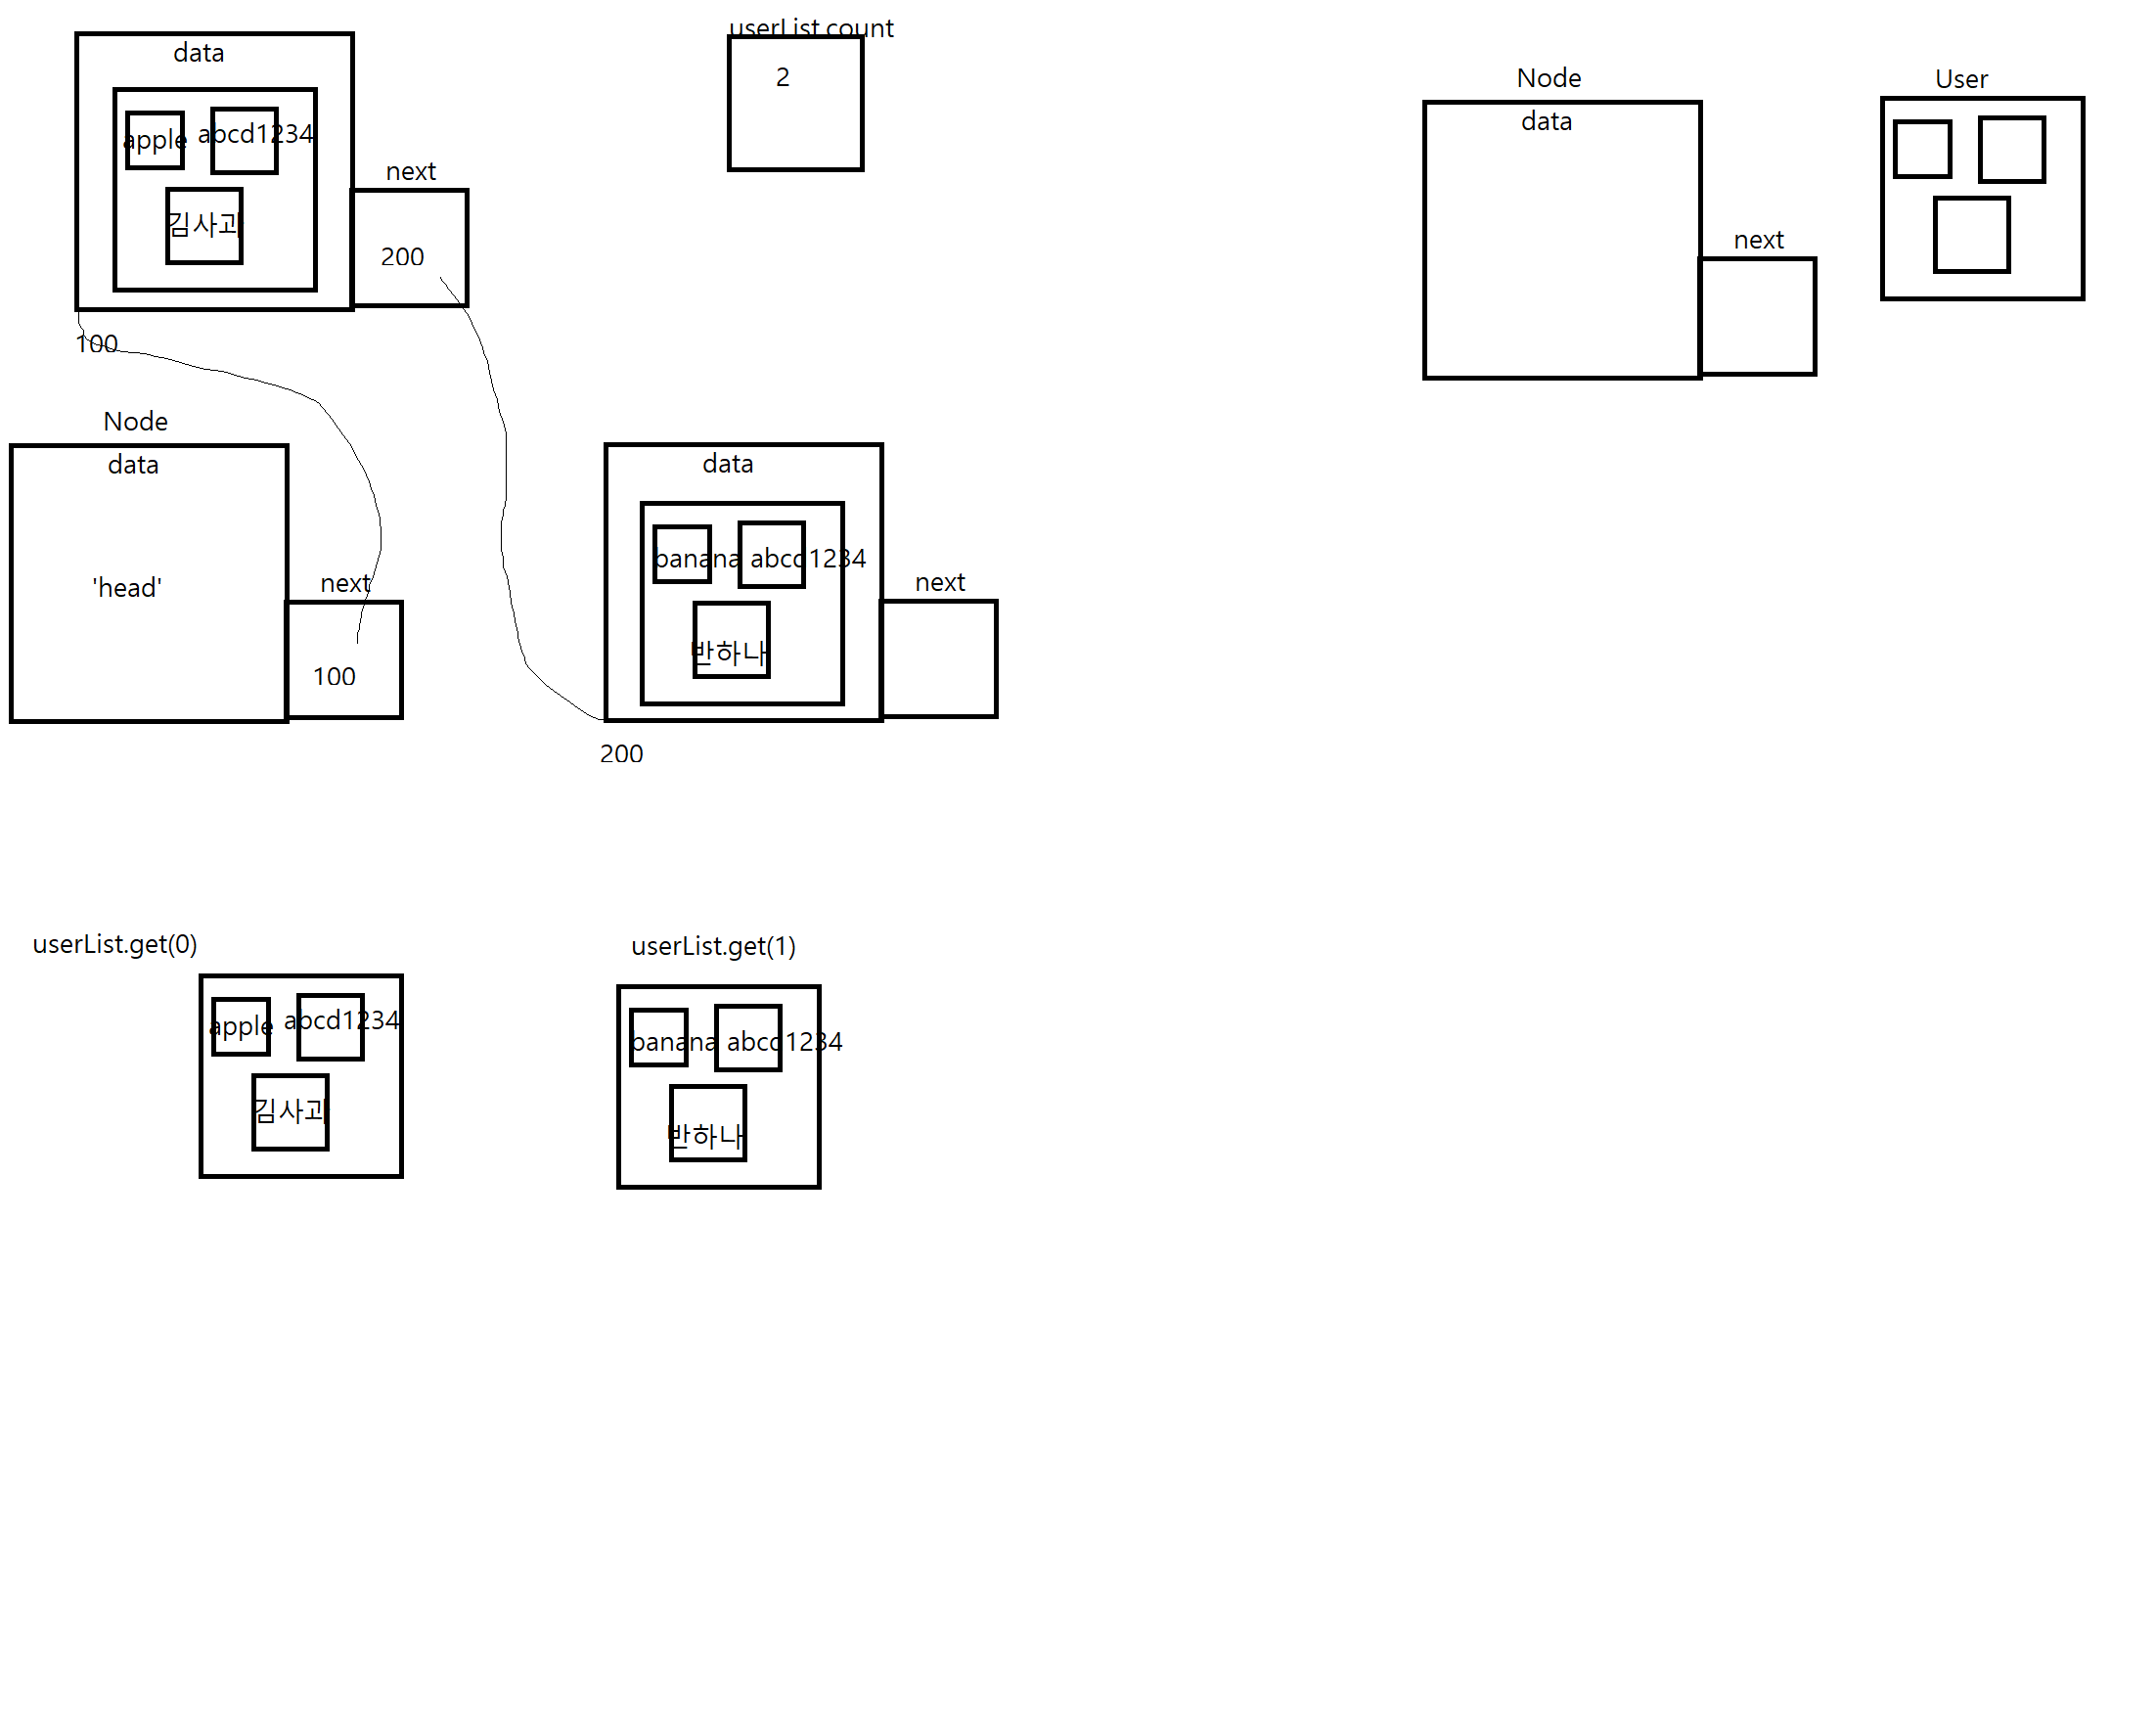 data
apple
abcd1234
김사과
next
200
100
userList.count
2
Node
data
next
User
Node
data
'head'
next
100
data
banana
abcd1234
반하나
next
200
userList.get(0)
apple
abcd1234
김사과
userList.get(1)
banana
abcd1234
반하나